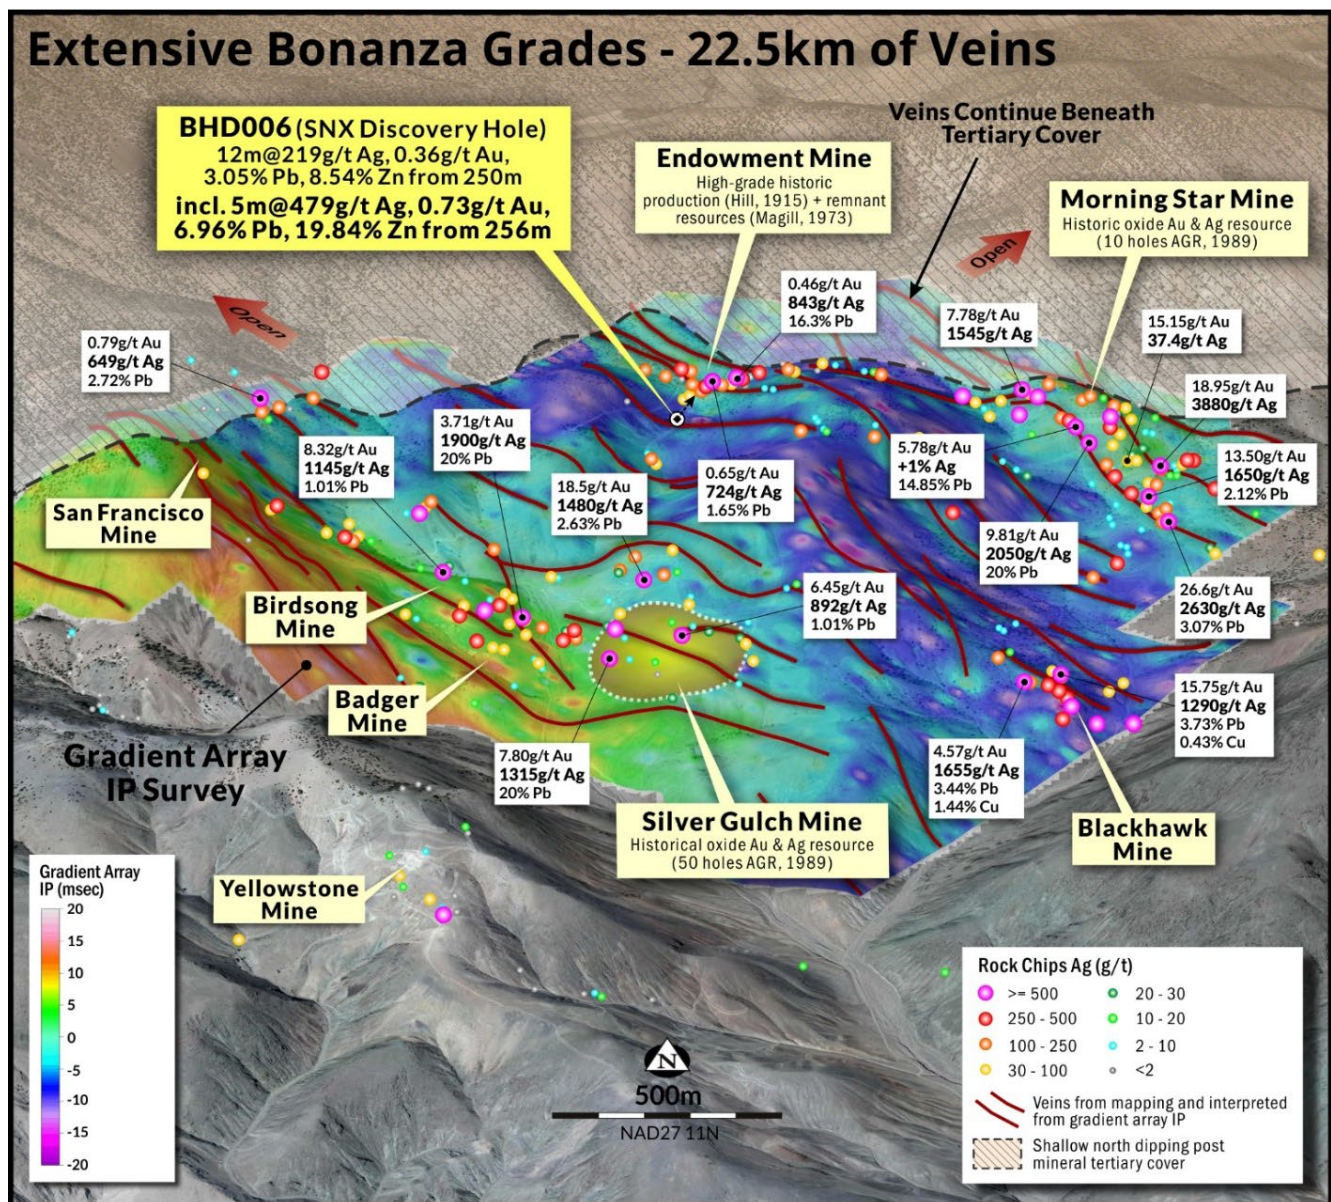 Extensive Bonanza Grades - 22.5km of Veins
BHD006 (SNX Discovery Hole)
12m@219g/t Ag, 0.36g/t Au,
3.05% Pb, 8.54% Zn from 250m
incl. 5m@479g/t Ag, 0.73g/t Au,
6.96% Pb, 19.84% Zn from 256m
Endowment Mine
High-grade historic
production (Hill, 1915) + remnant
resources (Magill, 1973)
Veins Continue Beneath
Tertiary Cover
Morning Star Mine
Historic oxide Au & Ag resource
(10 holes AGR, 1989)
Open
Open
0.79g/t Au
649g/t Ag
2.72% Pb
0.46g/t Au
843g/t Ag
16.3% Pb
7.78g/t Au
1545g/t Ag
15.15g/t Au
37.4g/t Ag
18.95g/t Au
3880g/t Ag
8.32g/t Au
1145g/t Ag
1.01% Pb
3.71g/t Au
1900g/t Ag
20% Pb
18.5g/t Au
1480g/t Ag
2.63% Pb
0.65g/t Au
724g/t Ag
1.65% Pb
5.78g/t Au
+1% Ag
14.85% Pb
13.50g/t Au
1650g/t Ag
2.12% Pb
San Francisco
Mine
9.81g/t Au
2050g/t Ag
20% Pb
6.45g/t Au
892g/t Ag
1.01% Pb
26.6g/t Au
2630g/t Ag
3.07% Pb
Birdsong
Mine
Badger
Mine
15.75g/t Au
1290g/t Ag
3.73% Pb
0.43% Cu
Gradient Array
IP Survey
7.80g/t Au
1315g/t Ag
20% Pb
4.57g/t Au
1655g/t Ag
3.44% Pb
1.44% Cu
Silver Gulch Mine
Historical oxide Au & Ag resource
(50 holes AGR, 1989)
Blackhawk
Mine
Yellowstone
Mine
Gradient Array
IP (msec)
20
15
10
5
0
-5
-10
-15
-20
N
500m
NAD27 11N
Rock Chips Ag (g/t)
>= 500
250 - 500
100 - 250
30 - 100
20 - 30
10 - 20
2 - 10
<2
Veins from mapping and interpreted
from gradient array IP
Shallow north dipping post
mineral tertiary cover